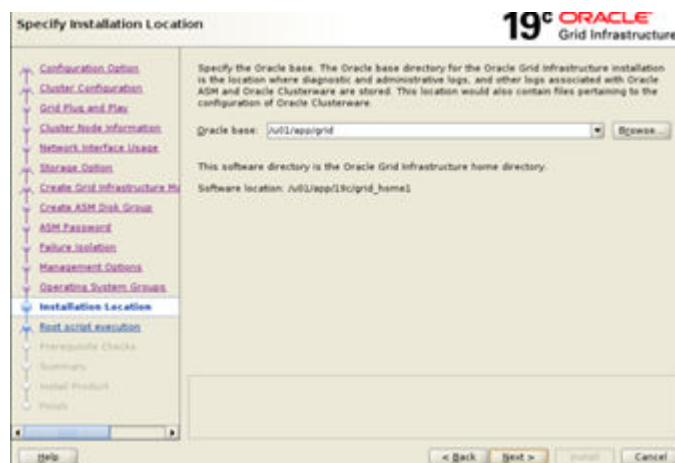 Specify Installation Location
19c ORACLE
Grid Infrastructure
Configuration Option
Cluster Configuration
Grid Plug and Play
Cluster Node Information
Network Interface Usage
Storage Option
Create Grid Infrastructure Ma
Create ASM Disk Group
ASM Password
Failure Isolation
Management Options
Operating System Groups
Installation Location
Root script execution
Prerequisite Checks
Summary
Install Product
Finish
Specify the Oracle base. The Oracle base directory for the Oracle Grid Infrastructure installation
is the location where diagnostic and administrative logs, and other logs associated with Oracle
ASM and Oracle Clusterware are stored. This location would also contain files pertaining to the
configuration of Oracle Clusterware.
Oracle base: /u01/app/grid
Browse...
This software directory is the Oracle Grid Infrastructure home directory.
Software location: /u01/app/19c/grid_home1
Help
< Back
Next >
Install
Cancel